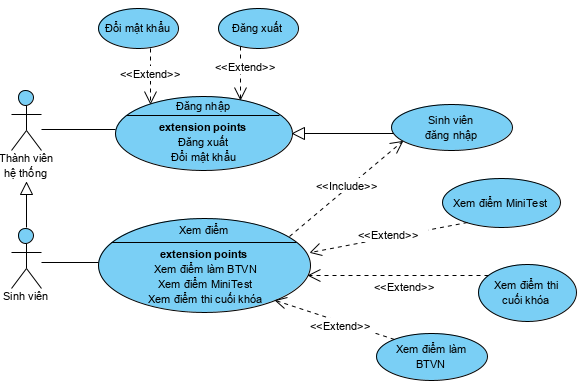 Đổi mật khẩu
Đăng xuất
<<Extend>>
<<Extend>>
Đăng nhập
extension points
Đăng xuất
Đổi mật khẩu
Sinh viên
đăng nhập
Thành viên
hệ thống
<<Include>>
Xem điểm MiniTest
Xem điểm
extension points
Xem điểm làm BTVN
Xem điểm MiniTest
Xem điểm thi cuối khóa
<<Extend>>
Sinh viên
Xem điểm thi
cuối khóa
<<Extend>>
<<Extend>>
Xem điểm làm
BTVN